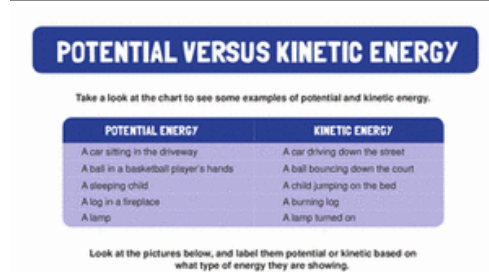 POTENTIAL VERSUS KINETIC ENERGY
Take a look at the chart to see some examples of potential and kinetic energy.
POTENTIAL ENERGY KINETIC ENERGY
A car sitting in the driveway A car driving down the street
A ball in a basketball player's hands A ball bouncing down the court
A sleeping child A child jumping on the bed
A log in a fireplace A burning log
A lamp A lamp turned on
Look at the pictures below, and label them potential or kinetic based on
what type of energy they are showing.